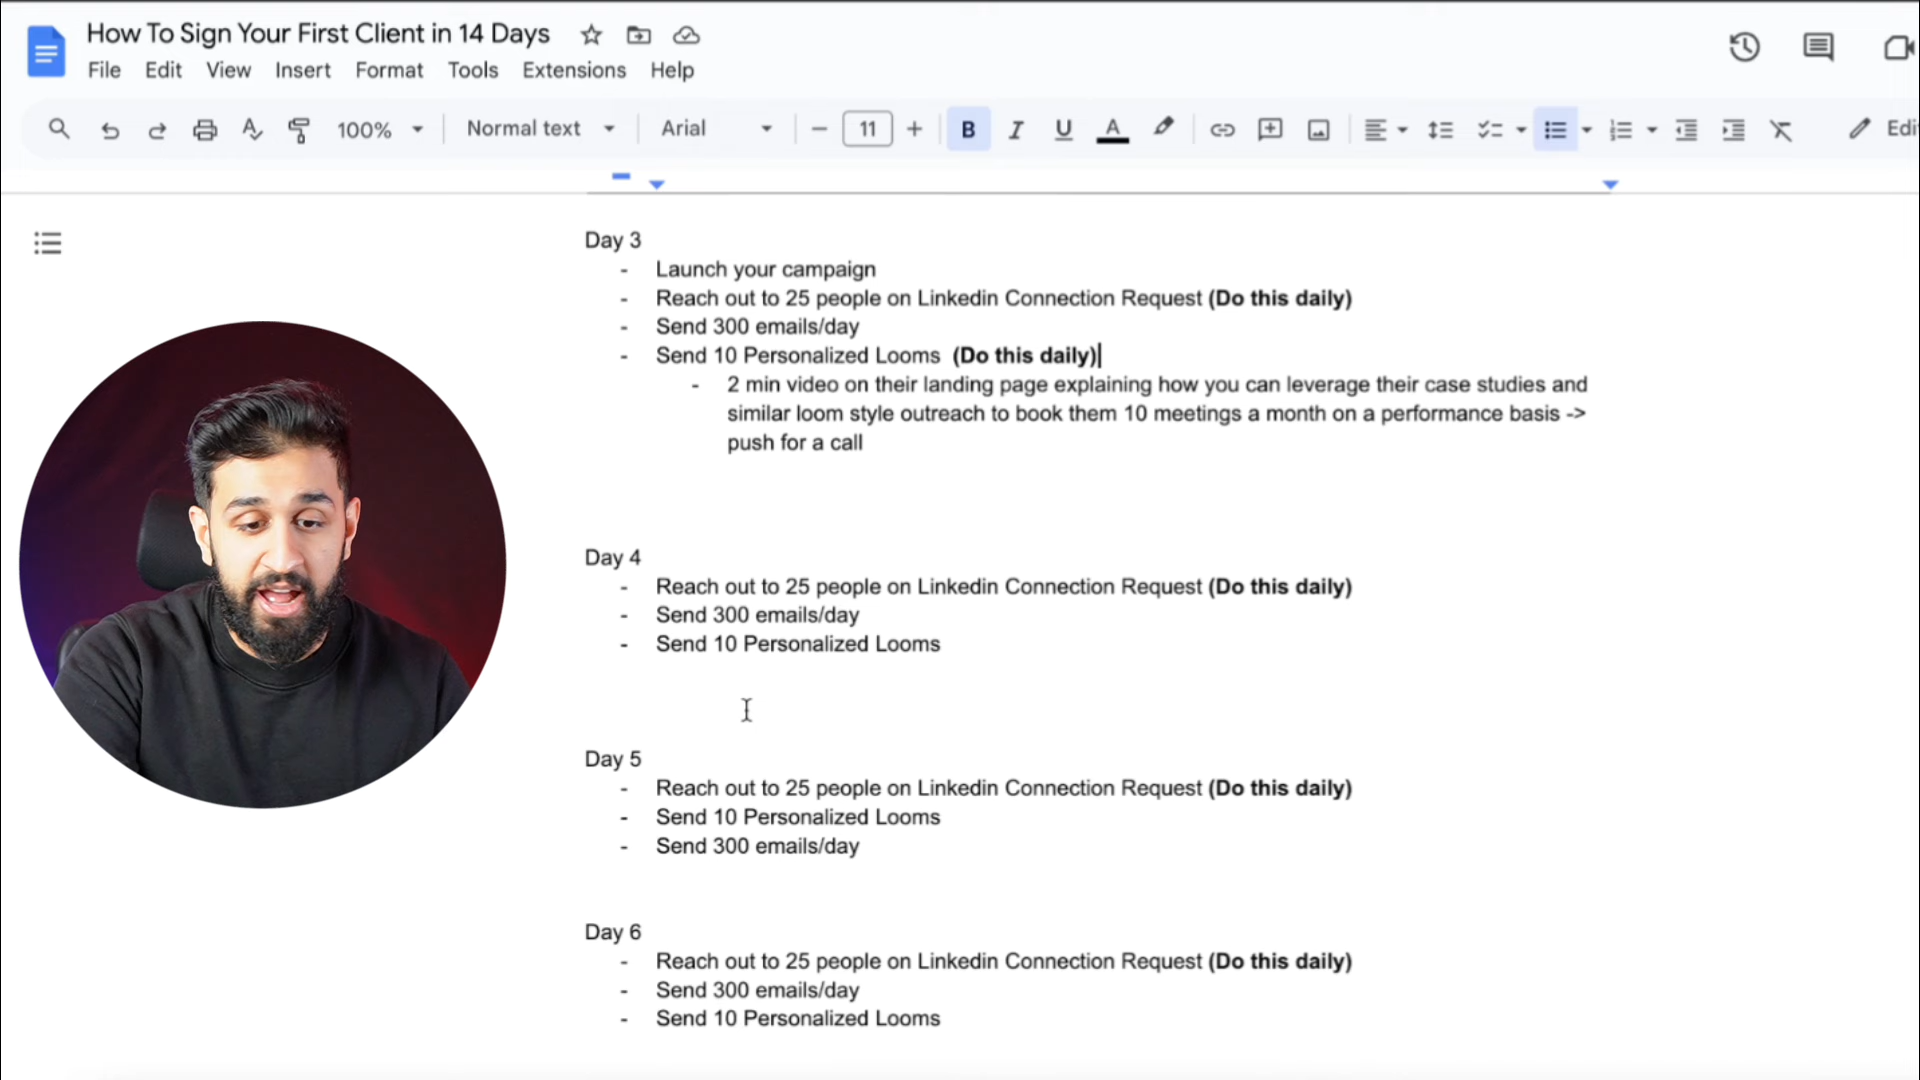 How To Sign Your First Client in 14 Days
File Edit View Insert Format Tools Extensions Help
100% Normal text Arial 11 B I U A
Day 3
- Launch your campaign
- Reach out to 25 people on Linkedin Connection Request (Do this daily)
- Send 300 emails/day
- Send 10 Personalized Looms (Do this daily)
- 2 min video on their landing page explaining how you can leverage their case studies and
similar loom style outreach to book them 10 meetings a month on a performance basis ->
push for a call
Day 4
- Reach out to 25 people on Linkedin Connection Request (Do this daily)
- Send 300 emails/day
- Send 10 Personalized Looms
Day 5
- Reach out to 25 people on Linkedin Connection Request (Do this daily)
- Send 10 Personalized Looms
- Send 300 emails/day
Day 6
- Reach out to 25 people on Linkedin Connection Request (Do this daily)
- Send 300 emails/day
- Send 10 Personalized Looms